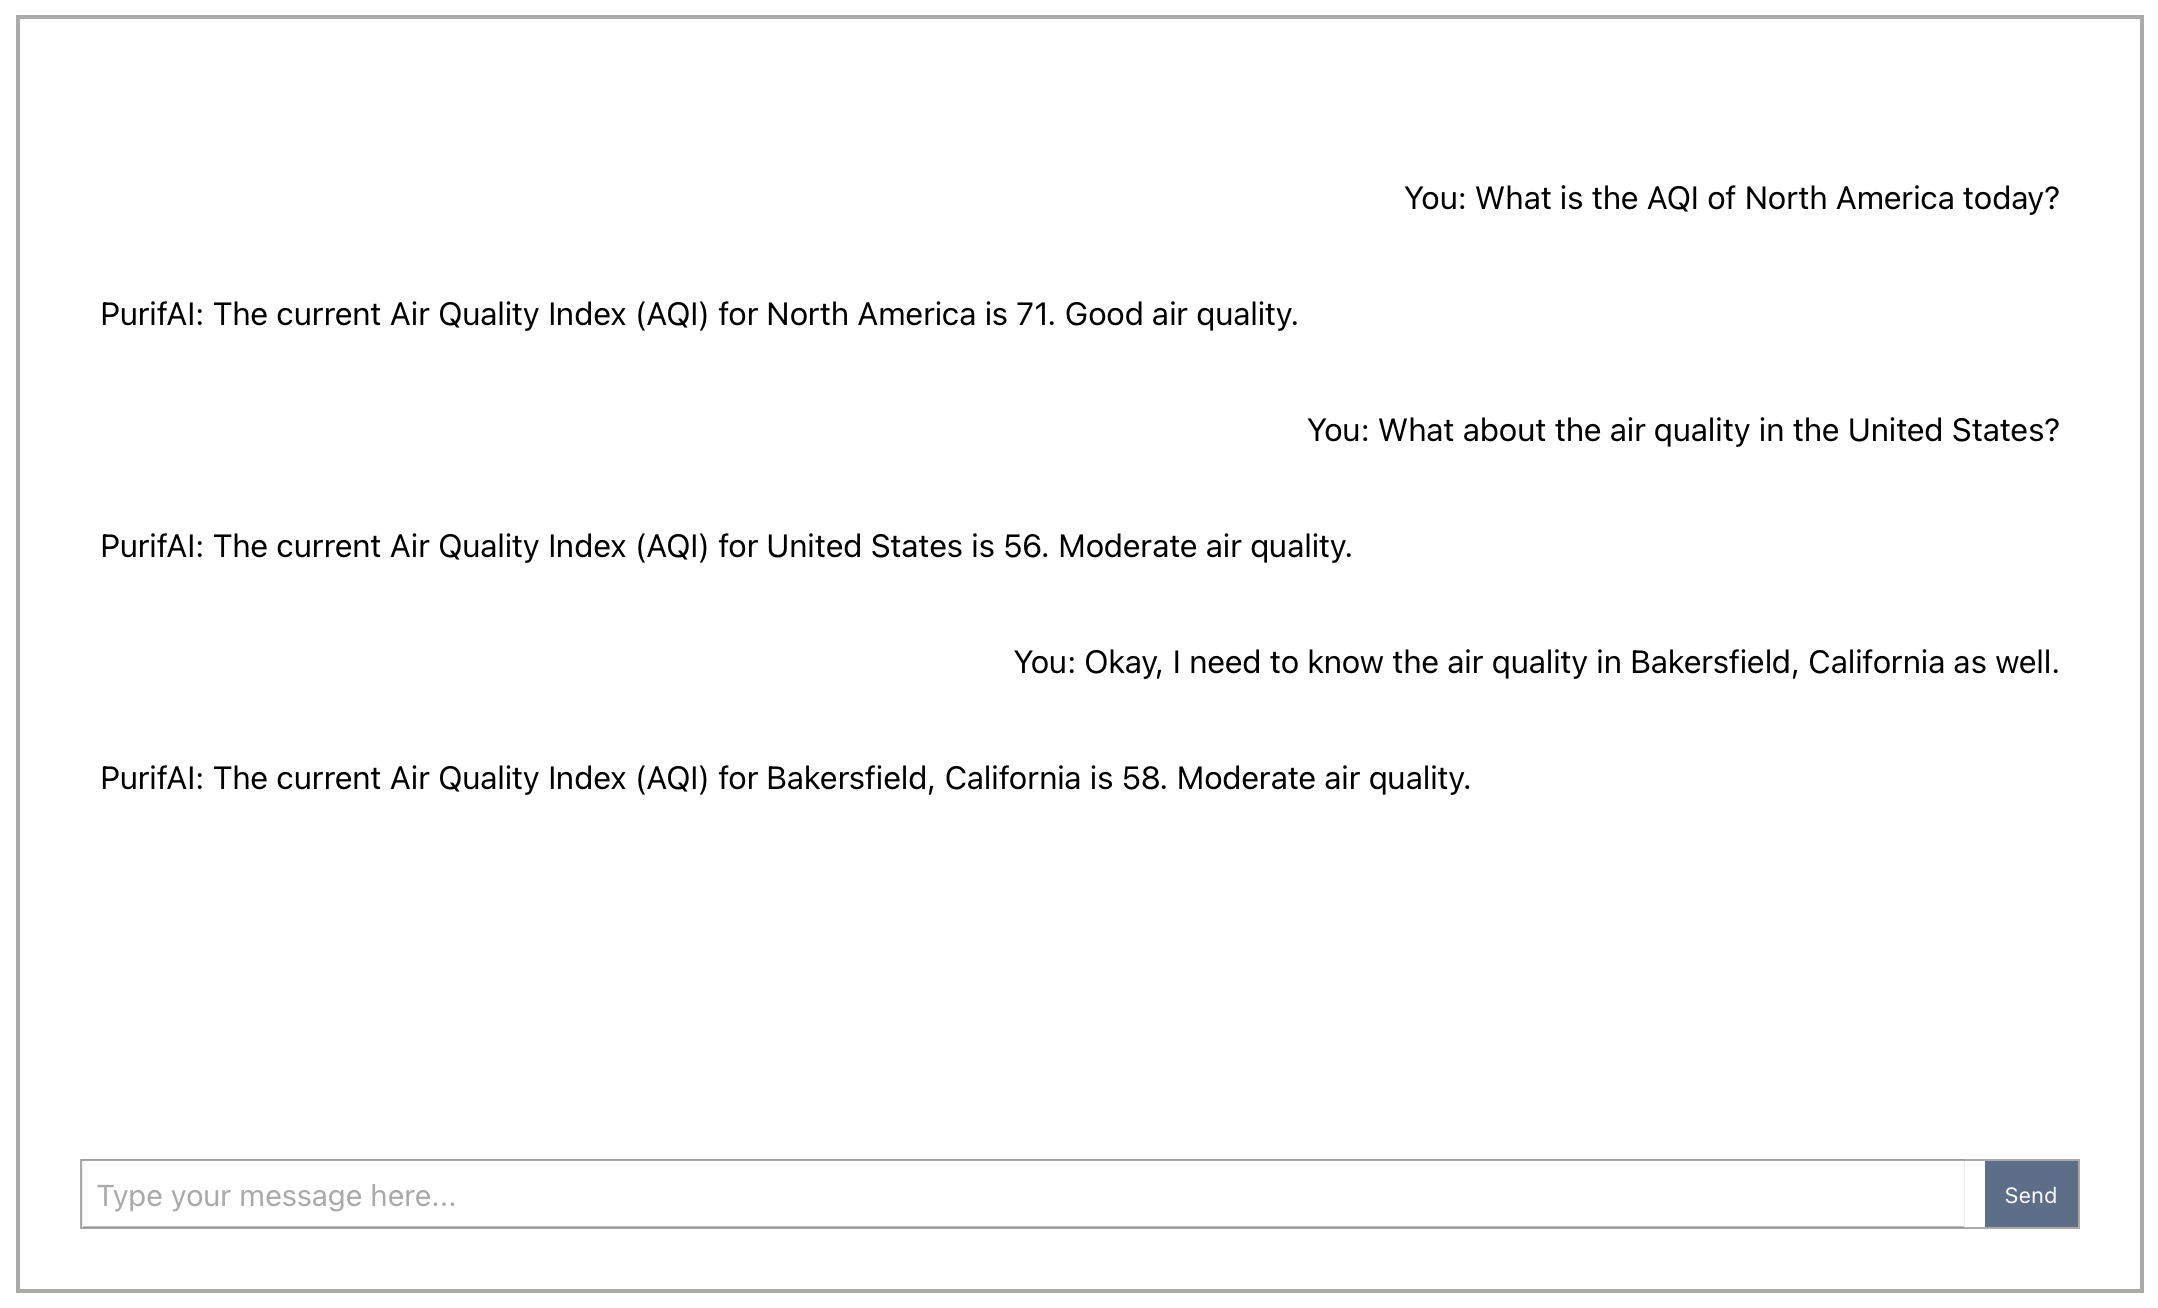 You: What is the AQI of North America today?
PurifAI: The current Air Quality Index (AQI) for North America is 71. Good air quality.
You: What about the air quality in the United States?
PurifAI: The current Air Quality Index (AQI) for United States is 56. Moderate air quality.
You: Okay, I need to know the air quality in Bakersfield, California as well.
PurifAI: The current Air Quality Index (AQI) for Bakersfield, California is 58. Moderate air quality.
Type your message here...
Send